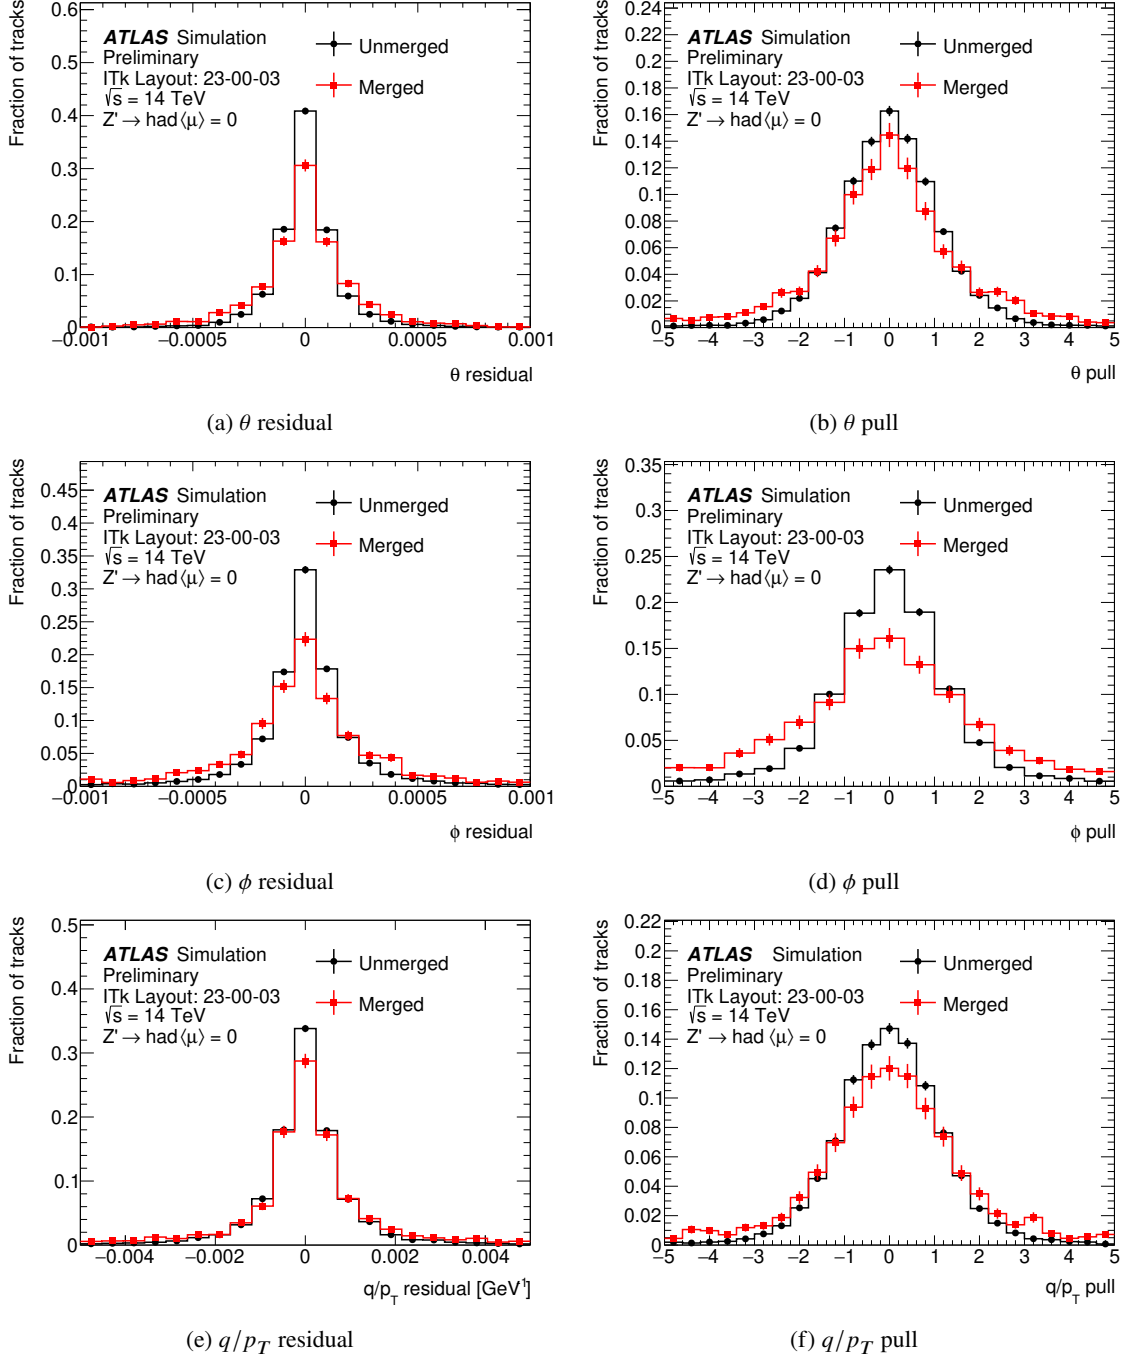 Fraction of tracks
0.6
0.5
0.4
0.3
0.2
0.1
0
ATLAS Simulation
Preliminary
ITk Layout: 23-00-03
√s = 14 TeV
Z' → had⟨μ⟩ = 0
Unmerged
Merged
−0.001 −0.0005 0 0.0005 0.001
θ residual
(a) θ residual
Fraction of tracks
0.24
0.22
0.2
0.18
0.16
0.14
0.12
0.1
0.08
0.06
0.04
0.02
0
ATLAS Simulation
Preliminary
ITk Layout: 23-00-03
√s = 14 TeV
Z' → had⟨μ⟩ = 0
Unmerged
Merged
−5 −4 −3 −2 −1 0 1 2 3 4 5
θ pull
(b) θ pull
Fraction of tracks
0.45
0.4
0.35
0.3
0.25
0.2
0.15
0.1
0.05
0
ATLAS Simulation
Preliminary
ITk Layout: 23-00-03
√s = 14 TeV
Z' → had⟨μ⟩ = 0
Unmerged
Merged
−0.001 −0.0005 0 0.0005 0.001
ϕ residual
(c) ϕ residual
Fraction of tracks
0.35
0.3
0.25
0.2
0.15
0.1
0.05
0
ATLAS Simulation
Preliminary
ITk Layout: 23-00-03
√s = 14 TeV
Z' → had⟨μ⟩ = 0
Unmerged
Merged
−5 −4 −3 −2 −1 0 1 2 3 4 5
ϕ pull
(d) ϕ pull
Fraction of tracks
0.5
0.4
0.3
0.2
0.1
0
ATLAS Simulation
Preliminary
ITk Layout: 23-00-03
√s = 14 TeV
Z' → had⟨μ⟩ = 0
Unmerged
Merged
−0.004 −0.002 0 0.002 0.004
q/p_T residual [GeV¹]
(e) q/p_T residual
Fraction of tracks
0.22
0.2
0.18
0.16
0.14
0.12
0.1
0.08
0.06
0.04
0.02
0
ATLAS Simulation
Preliminary
ITk Layout: 23-00-03
√s = 14 TeV
Z' → had ⟨μ⟩ = 0
Unmerged
Merged
−5 −4 −3 −2 −1 0 1 2 3 4 5
q/p_T pull
(f) q/p_T pull